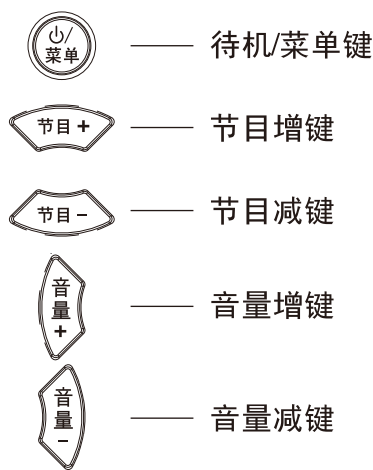 ⏻/
菜单
待机/菜单键
节目+
节目增键
节目-
节目减键
音
量
+
音量增键
音
量
-
音量减键